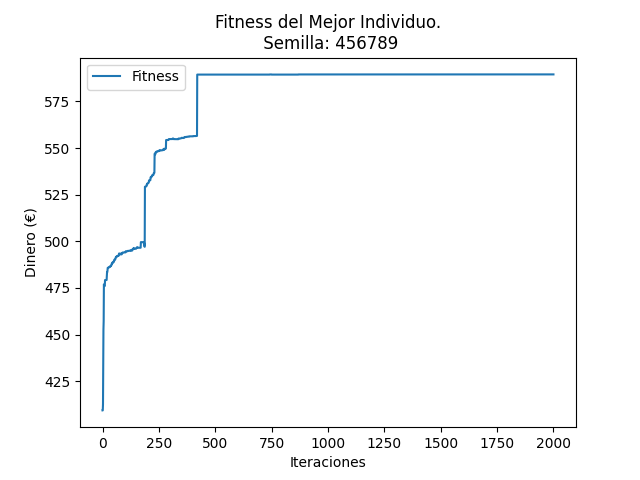 Fitness del Mejor Individuo.
Semilla: 456789
Fitness
575
550
525
500
475
450
425
Dinero (€)
0 250 500 750 1000 1250 1500 1750 2000
Iteraciones